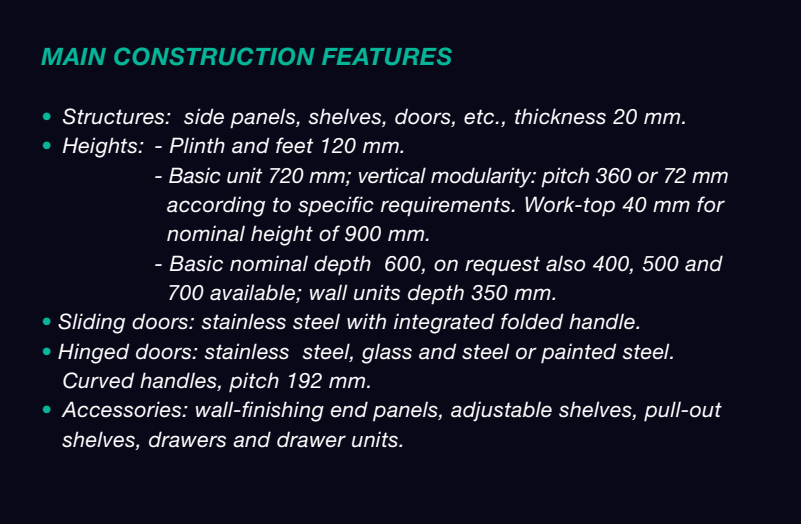 MAIN CONSTRUCTION FEATURES
• Structures: side panels, shelves, doors, etc., thickness 20 mm.
• Heights: - Plinth and feet 120 mm.
- Basic unit 720 mm; vertical modularity: pitch 360 or 72 mm
according to specific requirements. Work-top 40 mm for
nominal height of 900 mm.
- Basic nominal depth 600, on request also 400, 500 and
700 available; wall units depth 350 mm.
• Sliding doors: stainless steel with integrated folded handle.
• Hinged doors: stainless steel, glass and steel or painted steel.
Curved handles, pitch 192 mm.
• Accessories: wall-finishing end panels, adjustable shelves, pull-out
shelves, drawers and drawer units.